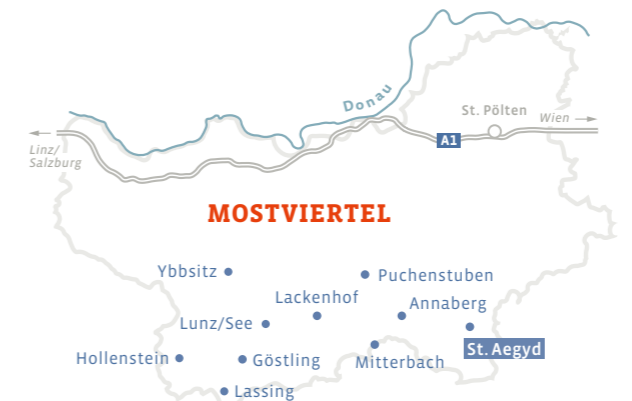 Donau
St. Pölten
Wien
A1
Linz/
Salzburg
MOSTVIERTEL
Ybbsitz
Puchenstuben
Lackenhof
Annaberg
Lunz/See
St. Aegyd
Hollenstein
Göstling
Mitterbach
Lassing